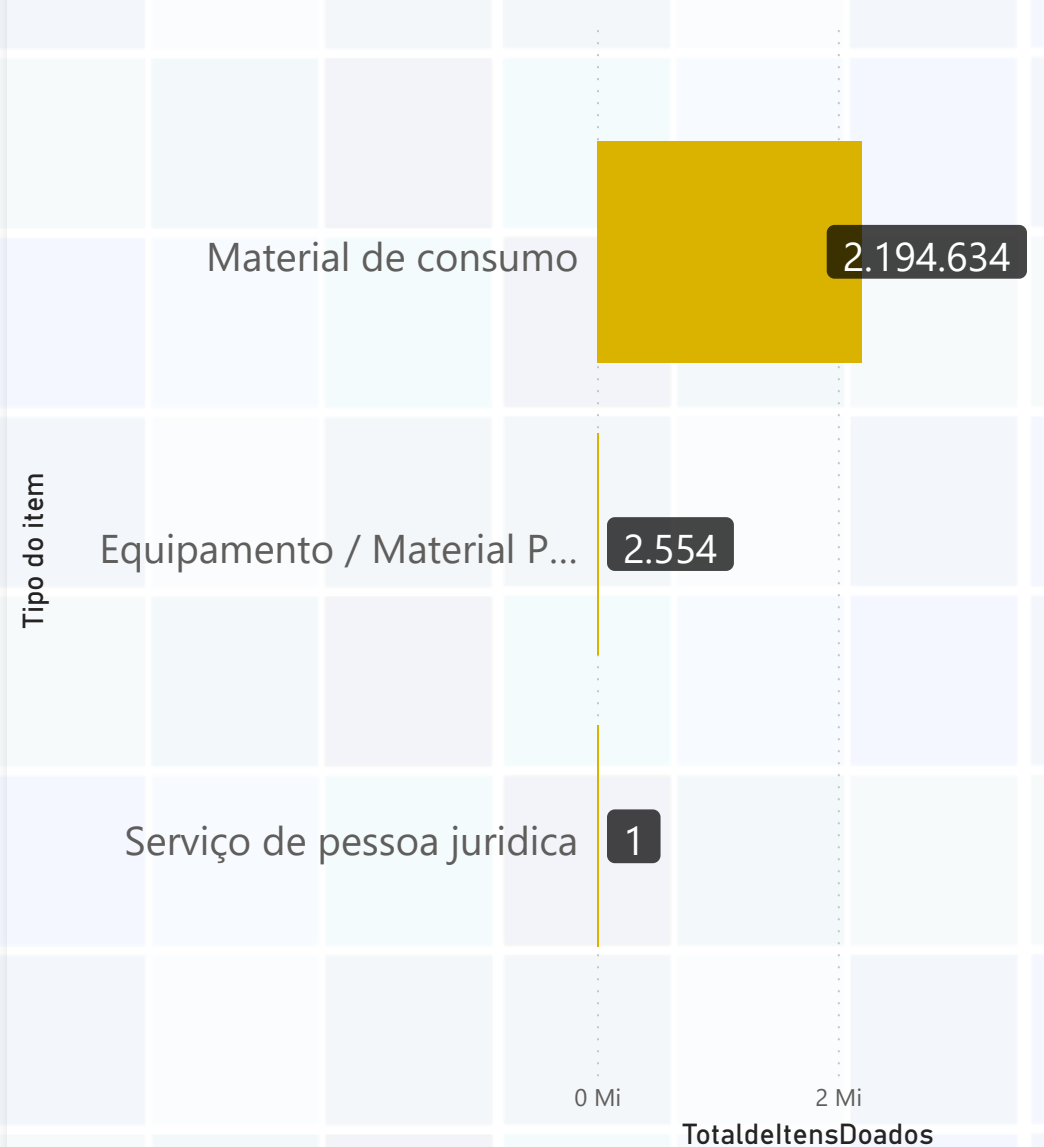 Tipo do item
Material de consumo
2.194.634
Equipamento / Material P...
2.554
Serviço de pessoa juridica
1
0 Mi
2 Mi
TotaldeItensDoados